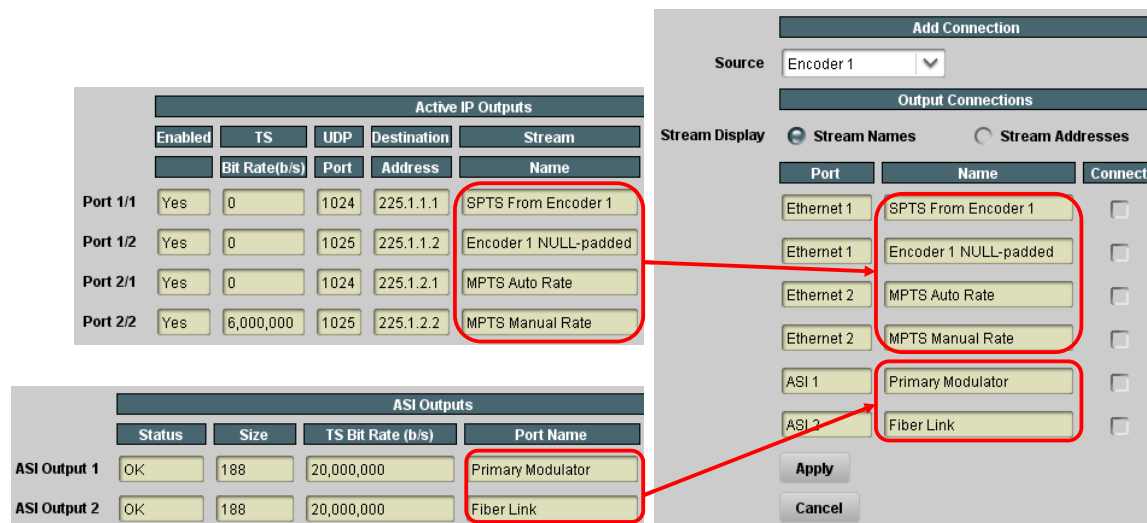 Active IP Outputs
Enabled TS UDP Destination Stream
Bit Rate(b/s) Port Address Name
Port 1/1 Yes 0 1024 225.1.1.1 SPTS From Encoder 1
Port 1/2 Yes 0 1025 225.1.1.2 Encoder 1 NULL-padded
Port 2/1 Yes 0 1024 225.1.2.1 MPTS Auto Rate
Port 2/2 Yes 6,000,000 1025 225.1.2.2 MPTS Manual Rate
ASI Outputs
Status Size TS Bit Rate (b/s) Port Name
ASI Output 1 OK 188 20,000,000 Primary Modulator
ASI Output 2 OK 188 20,000,000 Fiber Link
Add Connection
Source Encoder 1
Output Connections
Stream Display Stream Names Stream Addresses
Port Name Connect
Ethernet 1 SPTS From Encoder 1
Ethernet 1 Encoder 1 NULL-padded
Ethernet 2 MPTS Auto Rate
Ethernet 2 MPTS Manual Rate
ASI 1 Primary Modulator
ASI 2 Fiber Link
Apply
Cancel